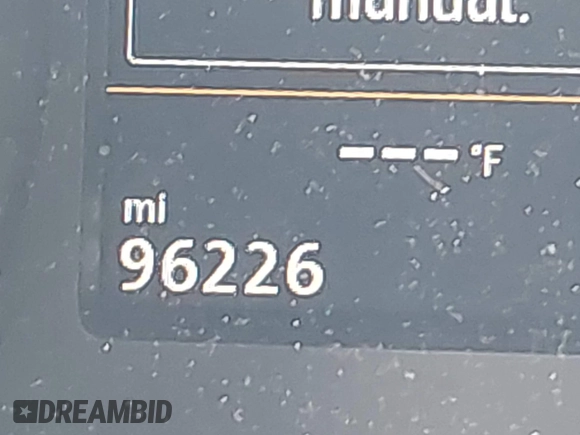 manual.
---°F
mi
96226
DREAMBID